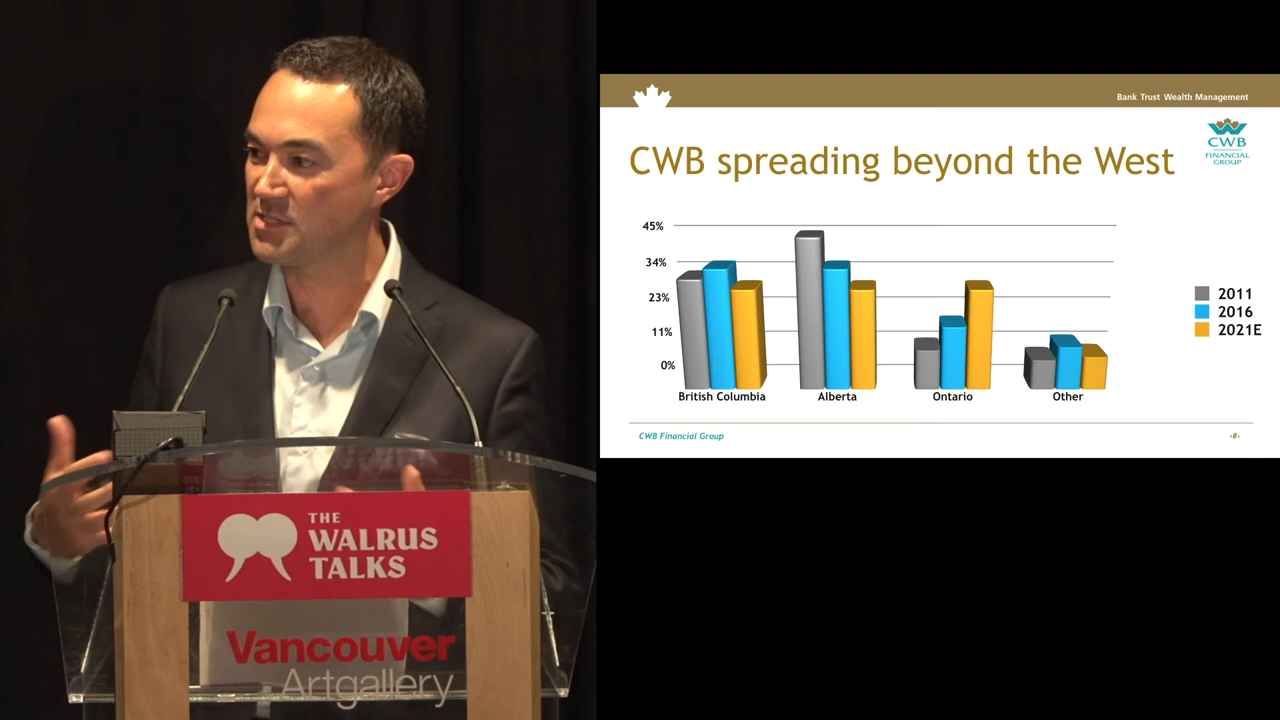 THE
WALRUS
TALKS
Vancouver
Artgallery
Bank Trust Wealth Management
CWB
FINANCIAL
GROUP
CWB spreading beyond the West
45%
34%
23%
11%
0%
British Columbia Alberta Ontario Other
2011
2016
2021E
CWB Financial Group
‹#›